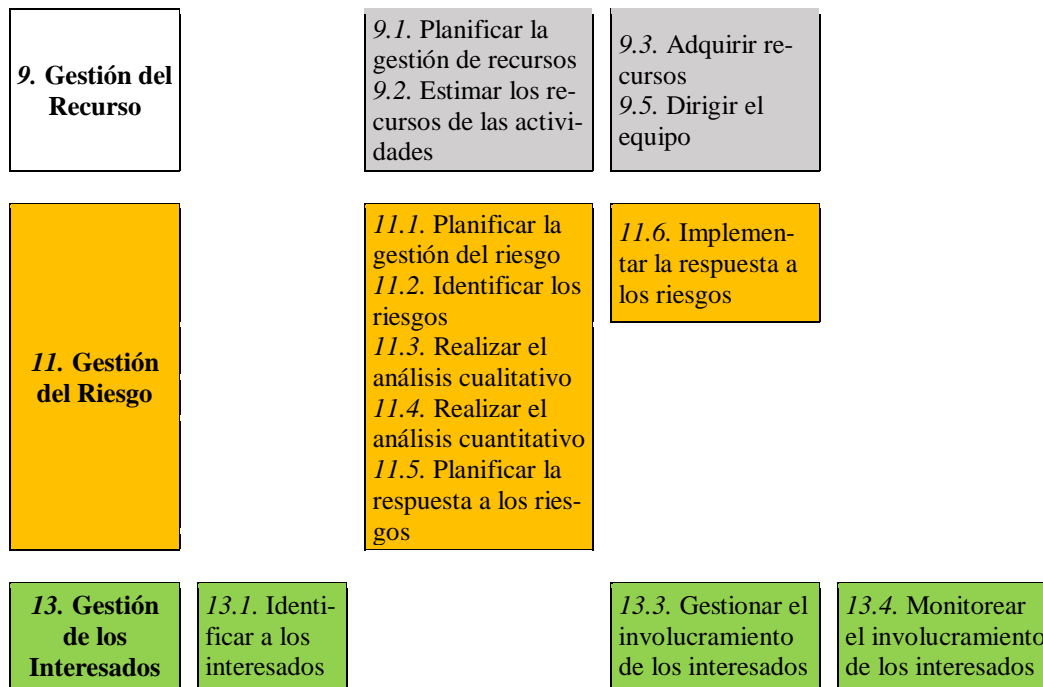 9. Gestión del
Recurso
9.1. Planificar la
gestión de recursos
9.2. Estimar los re-
cursos de las activi-
dades
9.3. Adquirir re-
cursos
9.5. Dirigir el
equipo
11. Gestión
del Riesgo
11.1. Planificar la
gestión del riesgo
11.2. Identificar los
riesgos
11.3. Realizar el
análisis cualitativo
11.4. Realizar el
análisis cuantitativo
11.5. Planificar la
respuesta a los ries-
gos
11.6. Implemen-
tar la respuesta a
los riesgos
13. Gestión
de los
Interesados
13.1. Identi-
ficar a los
interesados
13.3. Gestionar el
involucramiento
de los interesados
13.4. Monitorear
el involucramiento
de los interesados